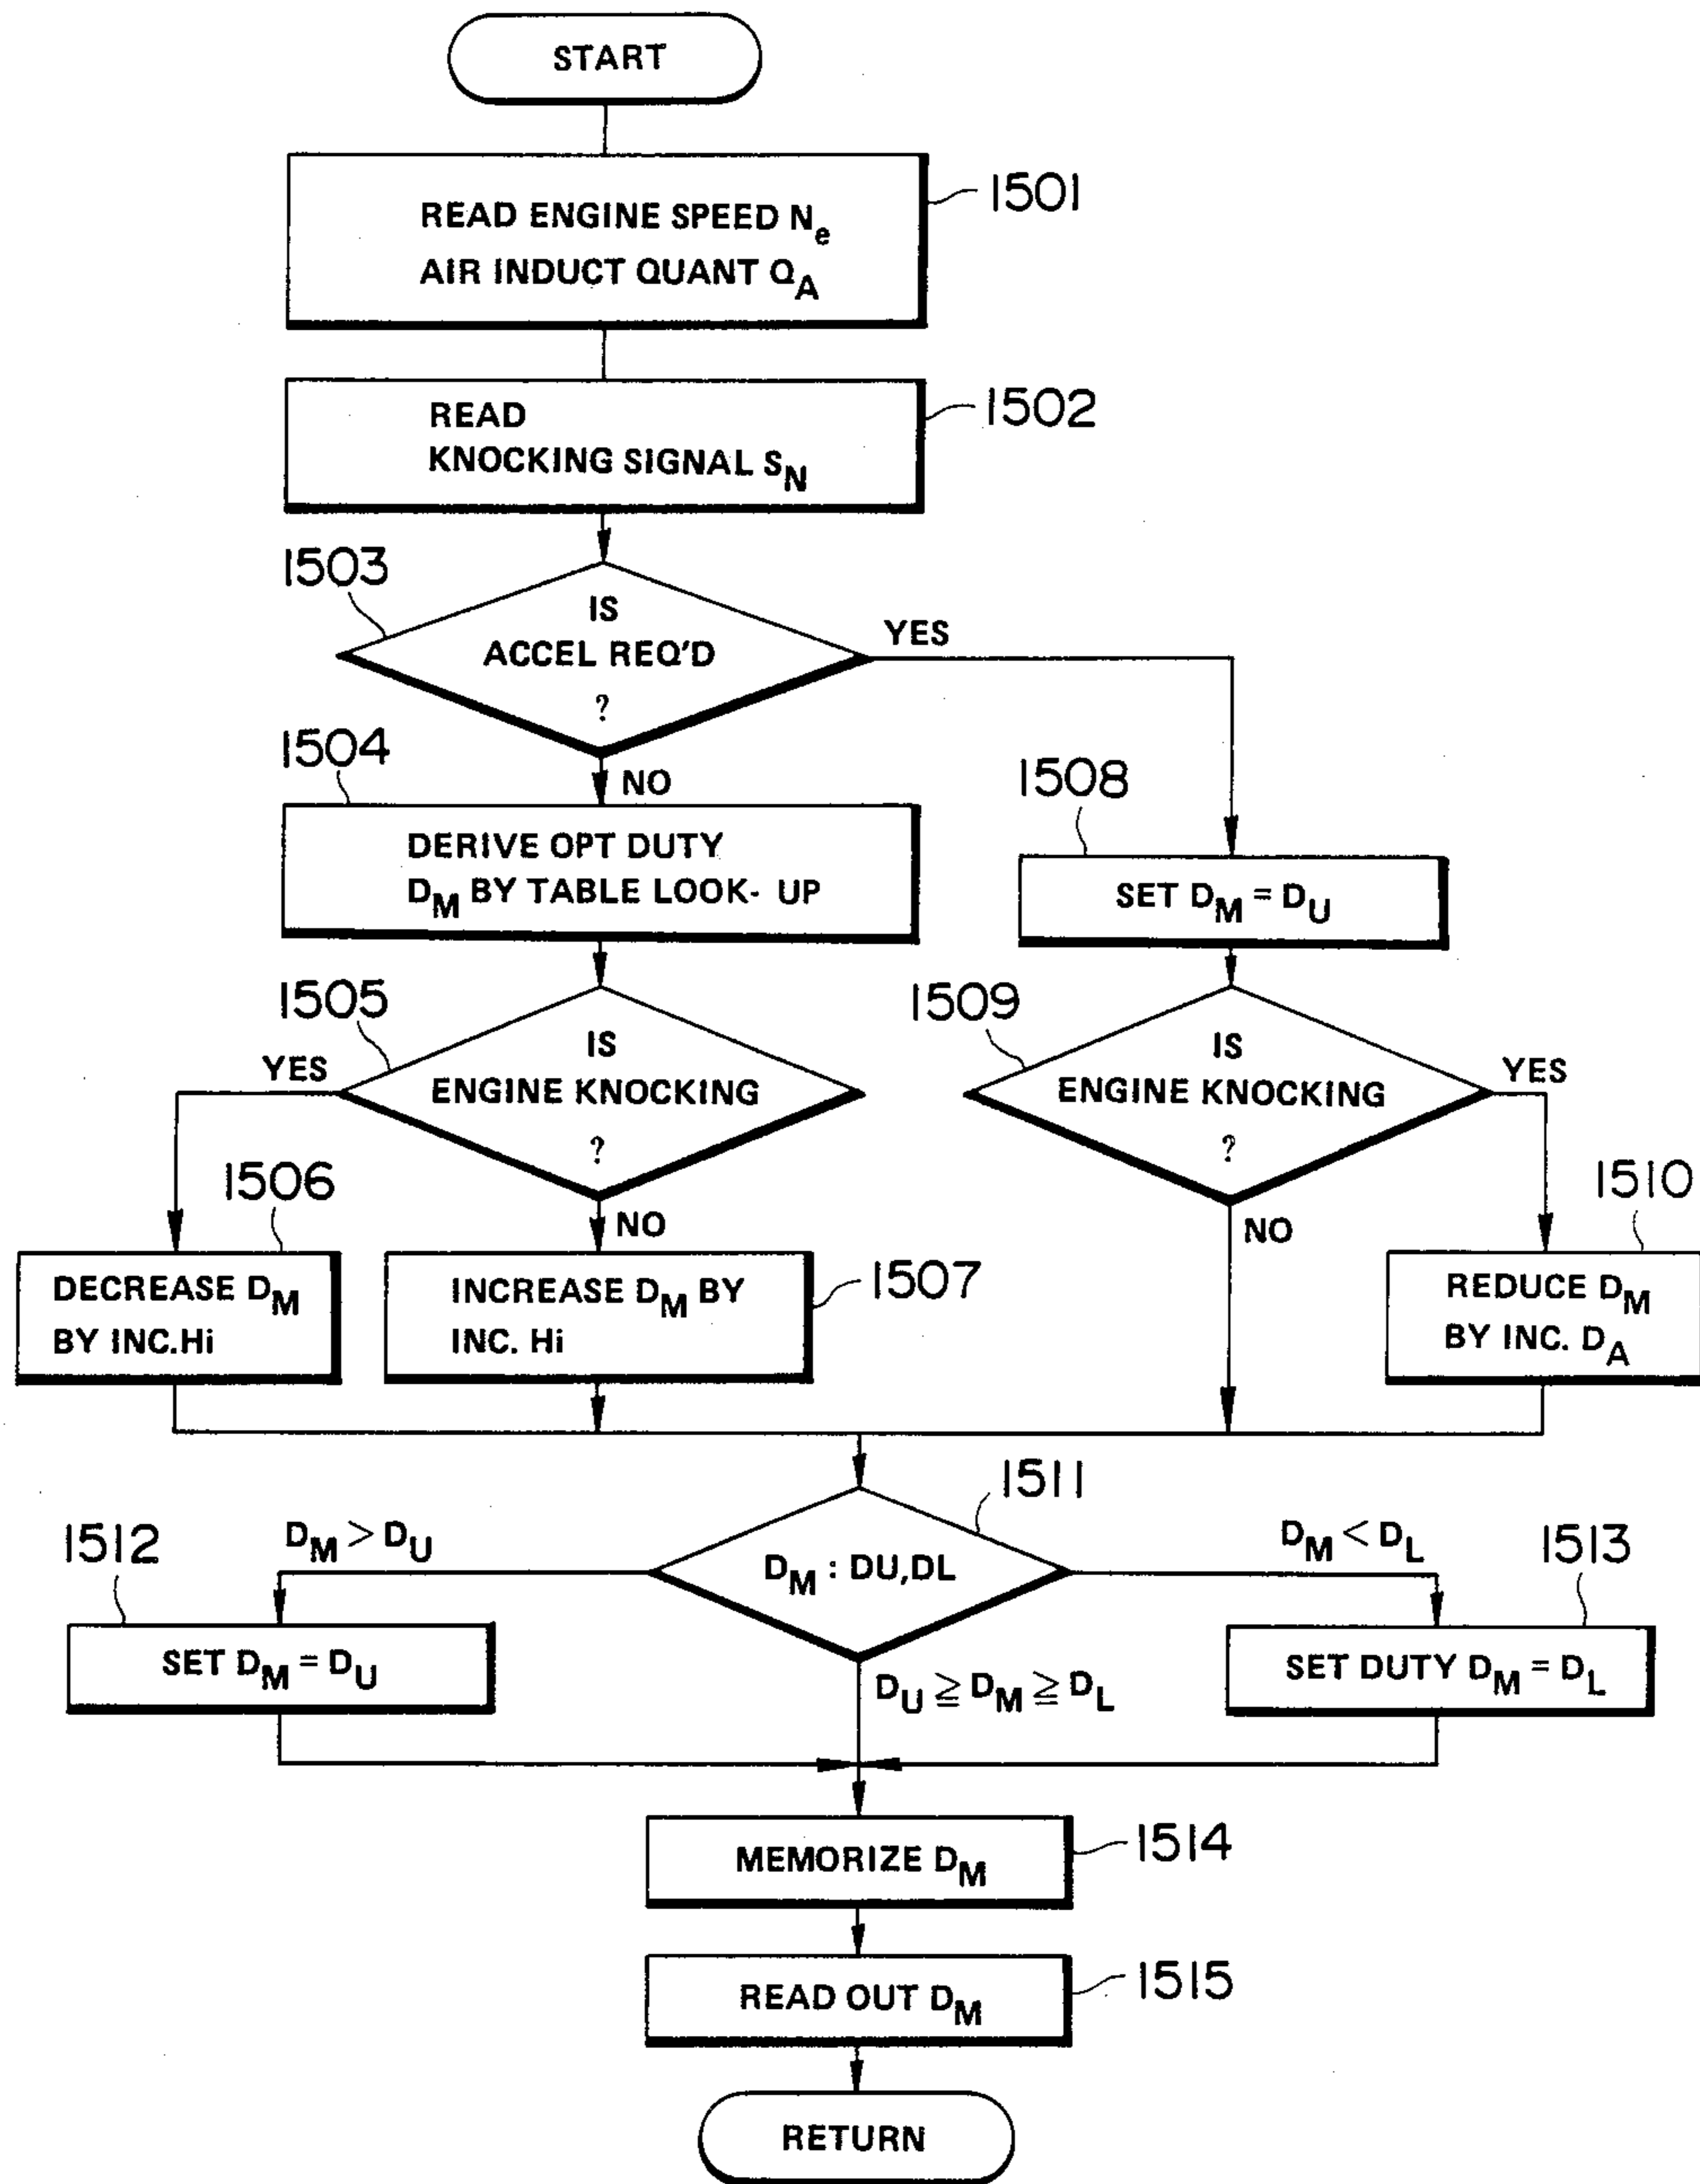 START
1501
READ ENGINE SPEED Ne
AIR INDUCT QUANT QA
1502
READ
KNOCKING SIGNAL SN
1503
IS
ACCEL REQ'D
?
YES
NO
1504
DERIVE OPT DUTY
DM BY TABLE LOOK- UP
1508
SET DM = DU
1505
IS
ENGINE KNOCKING
?
YES
NO
1509
IS
ENGINE KNOCKING
?
YES
NO
1506
DECREASE DM
BY INC.Hi
1507
INCREASE DM BY
INC. Hi
1510
REDUCE DM
BY INC. DA
1511
DM : DU,DL
DM > DU
DM < DL
DU ≧ DM ≧ DL
1512
SET DM = DU
1513
SET DUTY DM = DL
1514
MEMORIZE DM
1515
READ OUT DM
RETURN